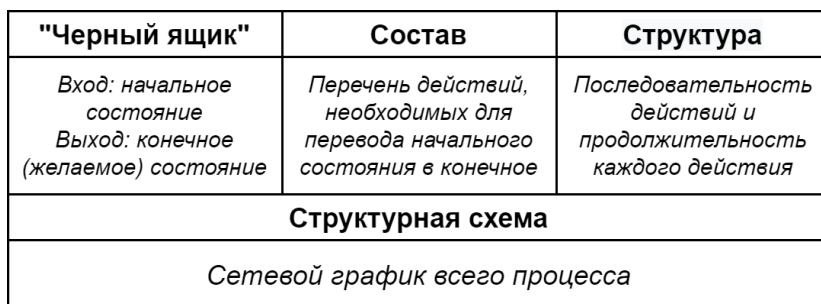 "Черный ящик"
Состав
Структура
Вход: начальное
состояние
Выход: конечное
(желаемое) состояние
Перечень действий,
необходимых для
перевода начального
состояния в конечное
Последовательность
действий и
продолжительность
каждого действия
Структурная схема
Сетевой график всего процесса